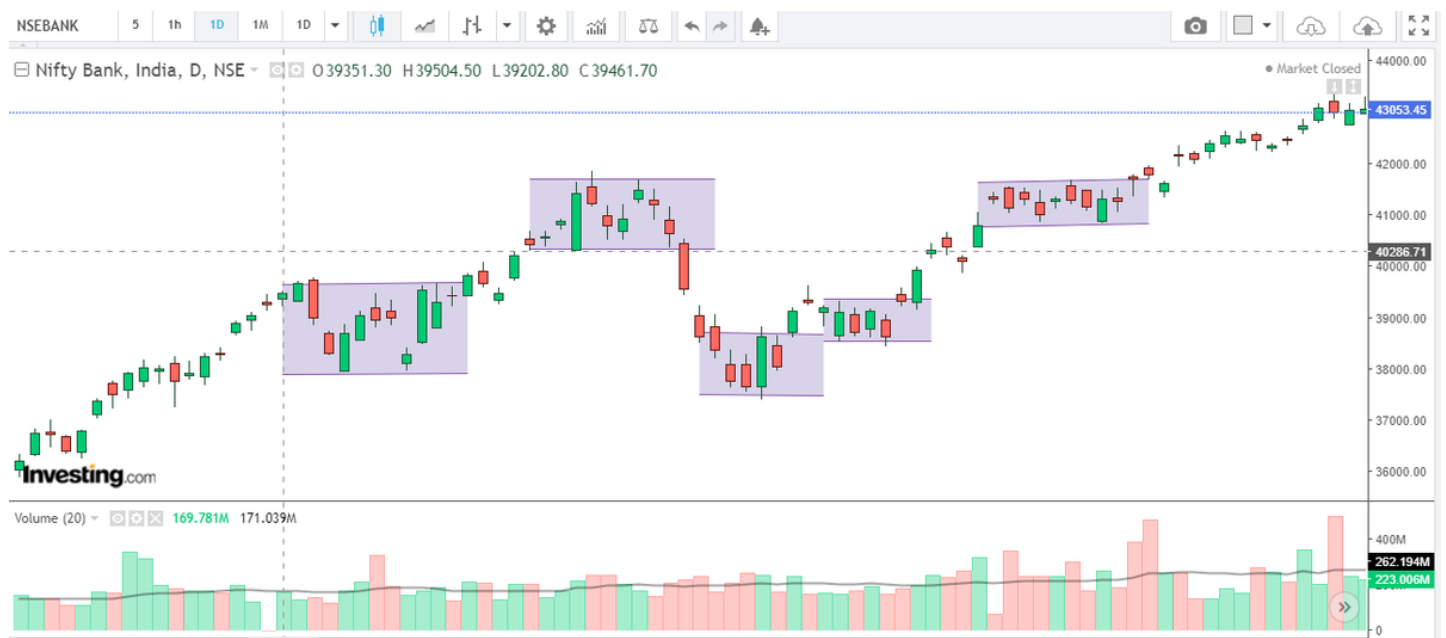 NSEBANK 5 1h 1D 1M 1D
Nifty Bank, India, D, NSE O39351.30 H39504.50 L39202.80 C39461.70
Market Closed
44000.00
43053.45
42000.00
41000.00
40286.71
40000.00
39000.00
38000.00
37000.00
36000.00
Investing.com
Volume (20) 169.781M 171.039M
400M
262.194M
223.006M
0